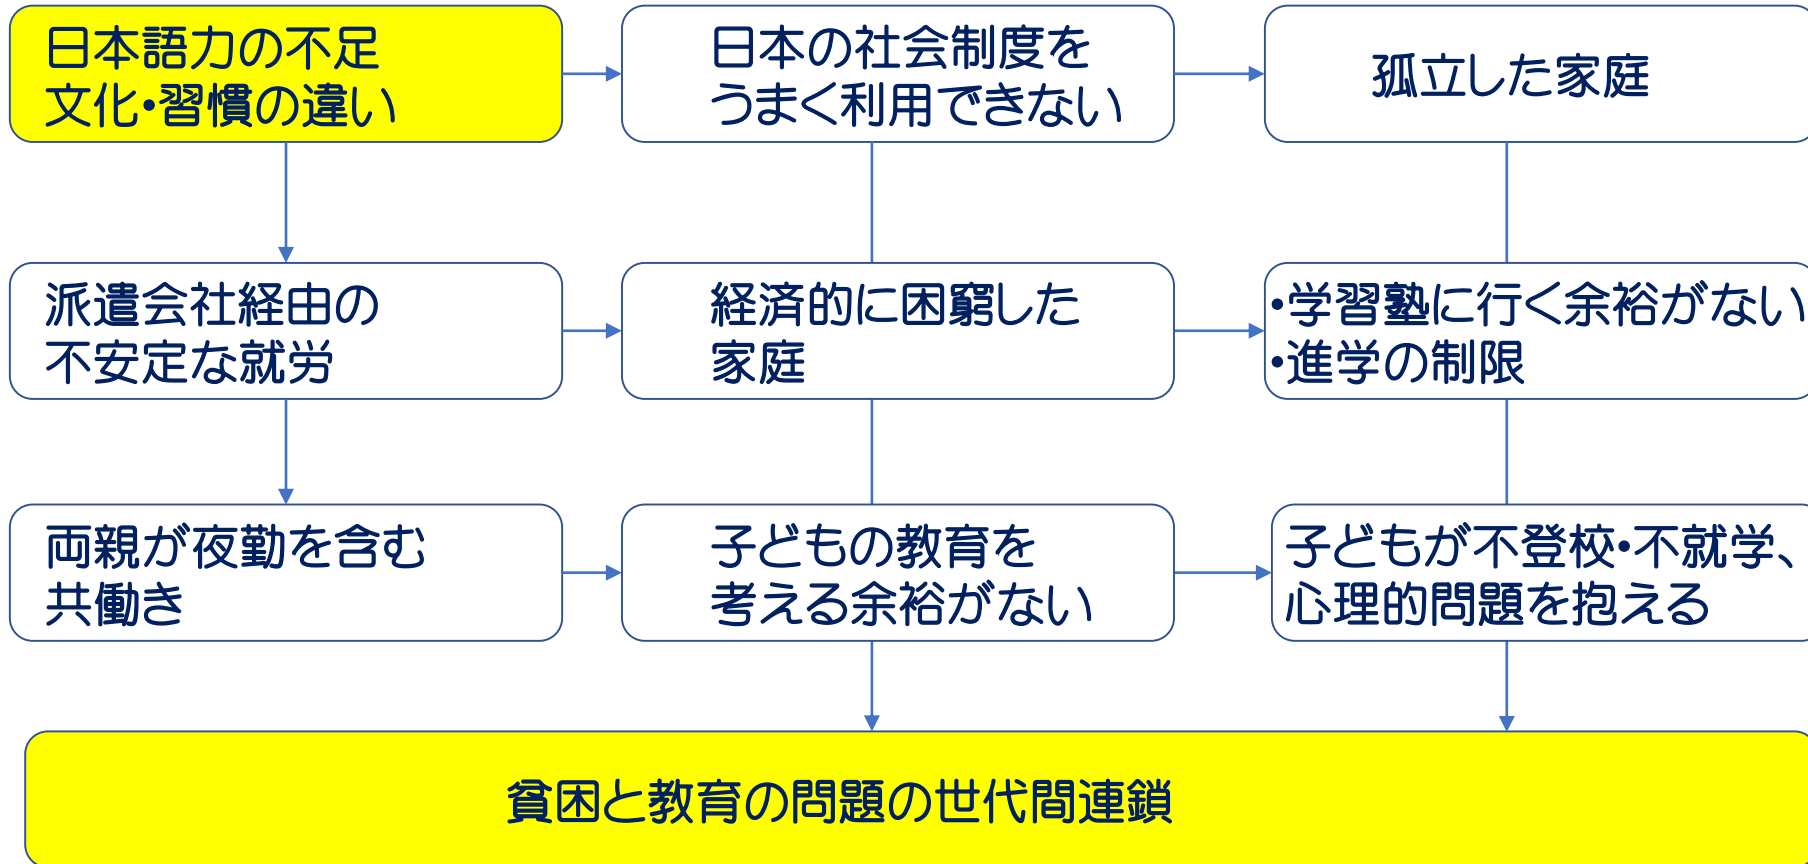 日本語力の不足
文化・習慣の違い
日本の社会制度を
うまく利用できない
孤立した家庭
派遣会社経由の
不安定な就労
経済的に困窮した
家庭
・学習塾に行く余裕がない
・進学の制限
両親が夜勤を含む
共働き
子どもの教育を
考える余裕がない
子どもが不登校・不就学、
心理的問題を抱える
貧困と教育の問題の世代間連鎖